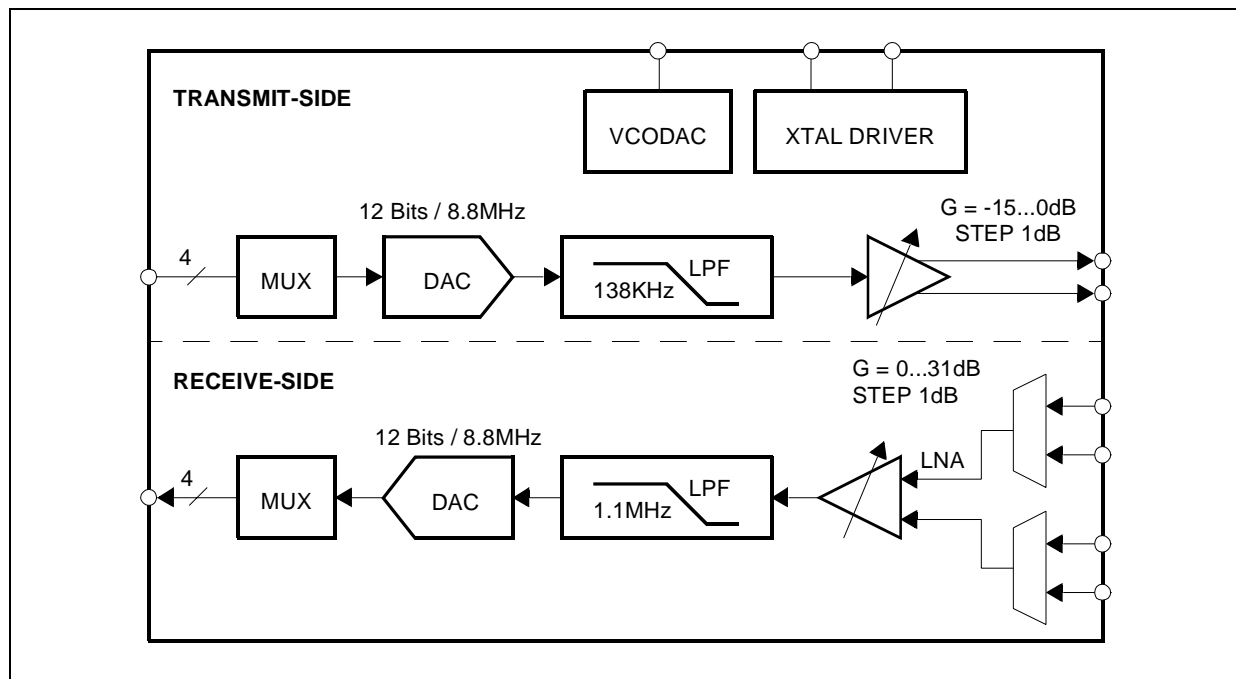 TRANSMIT-SIDE
VCODAC
XTAL DRIVER
12 Bits / 8.8MHz
G = -15...0dB
STEP 1dB
4
MUX
DAC
LPF
138KHz
RECEIVE-SIDE
G = 0...31dB
STEP 1dB
12 Bits / 8.8MHz
LNA
4
MUX
DAC
LPF
1.1MHz